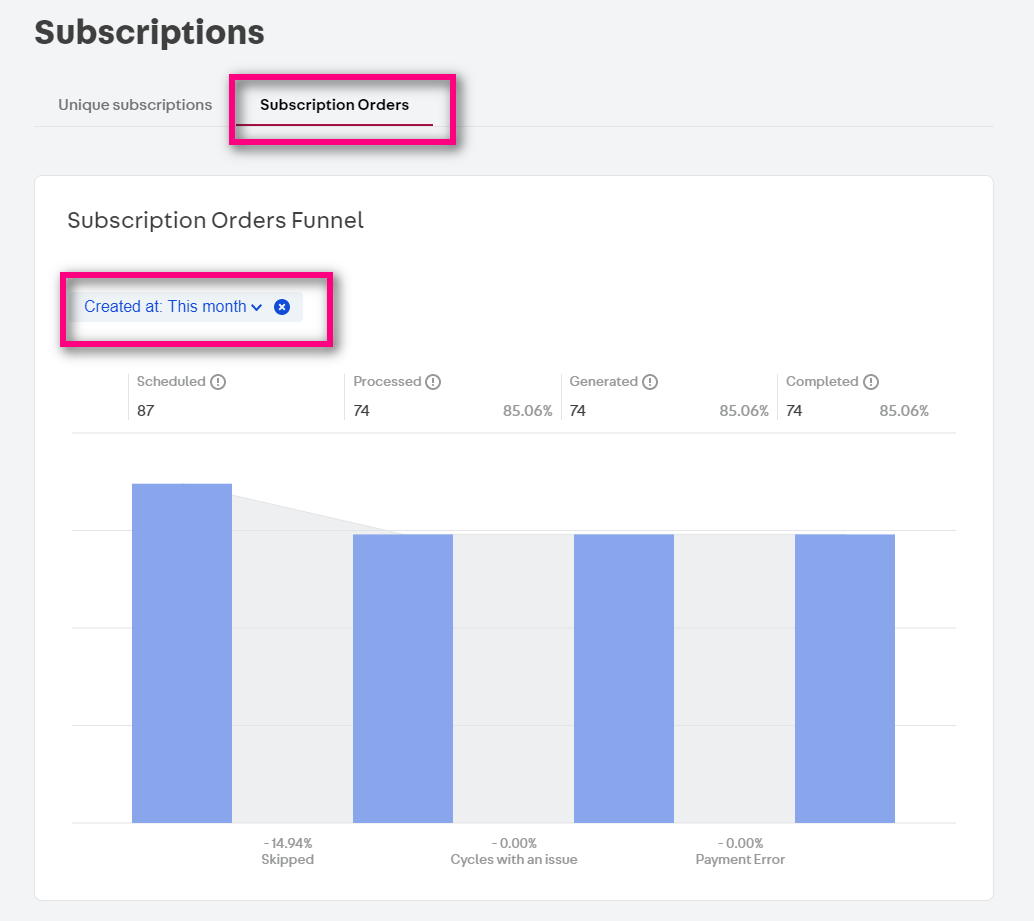 Subscriptions
Unique subscriptions Subscription Orders
Subscription Orders Funnel
Created at: This month
Scheduled Processed Generated Completed
87 74 85.06% 74 85.06% 74 85.06%
- 14.94% - 0.00% - 0.00%
Skipped Cycles with an issue Payment Error